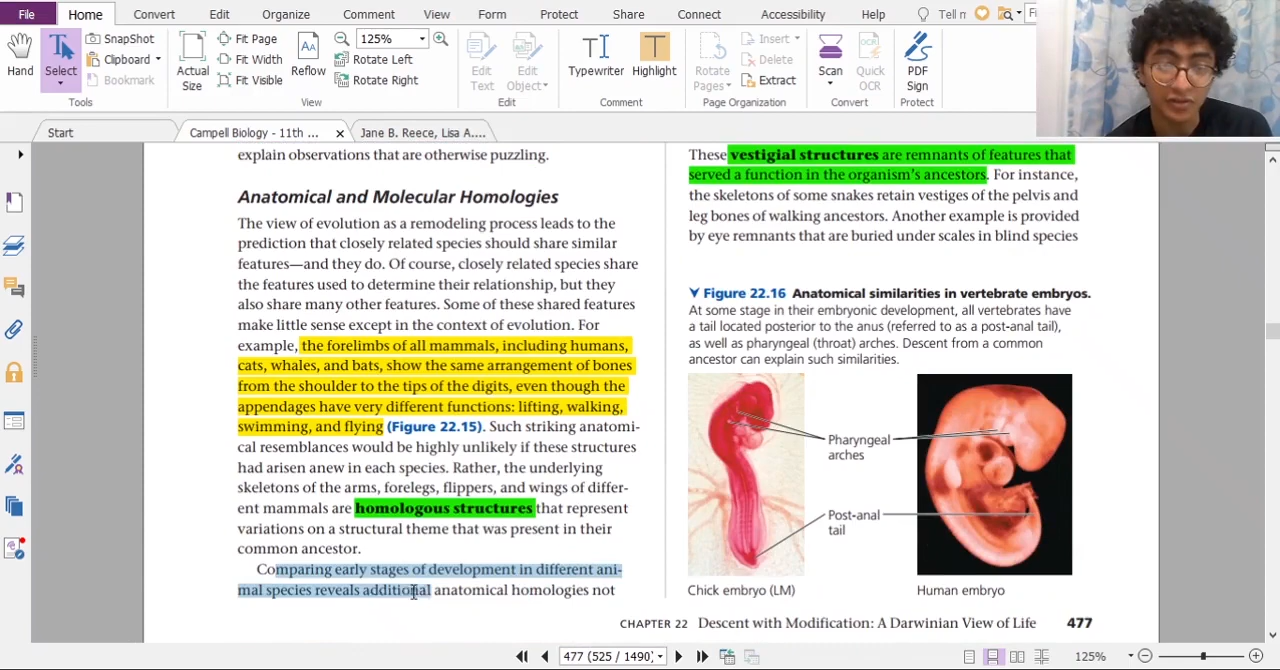 File Home Convert Edit Organize Comment View Form Protect Share Connect Accessibility Help Tell
Hand Select SnapShot Clipboard Bookmark Actual Size Fit Page Fit Width Fit Visible Reflow 125% Rotate Left Rotate Right Edit Text Edit Object Typewriter Highlight Rotate Pages Insert Delete Extract Scan Quick OCR PDF Sign
Tools View Edit Comment Page Organization Convert Protect
Start Campell Biology - 11th ... × Jane B. Reece, Lisa A....
explain observations that are otherwise puzzling.
Anatomical and Molecular Homologies
The view of evolution as a remodeling process leads to the
prediction that closely related species should share similar
features—and they do. Of course, closely related species share
the features used to determine their relationship, but they
also share many other features. Some of these shared features
make little sense except in the context of evolution. For
example, the forelimbs of all mammals, including humans,
cats, whales, and bats, show the same arrangement of bones
from the shoulder to the tips of the digits, even though the
appendages have very different functions: lifting, walking,
swimming, and flying (Figure 22.15). Such striking anatomi-
cal resemblances would be highly unlikely if these structures
had arisen anew in each species. Rather, the underlying
skeletons of the arms, forelegs, flippers, and wings of differ-
ent mammals are homologous structures that represent
variations on a structural theme that was present in their
common ancestor.
Comparing early stages of development in different ani-
mal species reveals additional anatomical homologies not
These vestigial structures are remnants of features that
served a function in the organism's ancestors. For instance,
the skeletons of some snakes retain vestiges of the pelvis and
leg bones of walking ancestors. Another example is provided
by eye remnants that are buried under scales in blind species
Figure 22.16 Anatomical similarities in vertebrate embryos.
At some stage in their embryonic development, all vertebrates have
a tail located posterior to the anus (referred to as a post-anal tail),
as well as pharyngeal (throat) arches. Descent from a common
ancestor can explain such similarities.
Pharyngeal
arches
Post-anal
tail
Chick embryo (LM) Human embryo
CHAPTER 22 Descent with Modification: A Darwinian View of Life 477
477 (525 / 1490) 125%